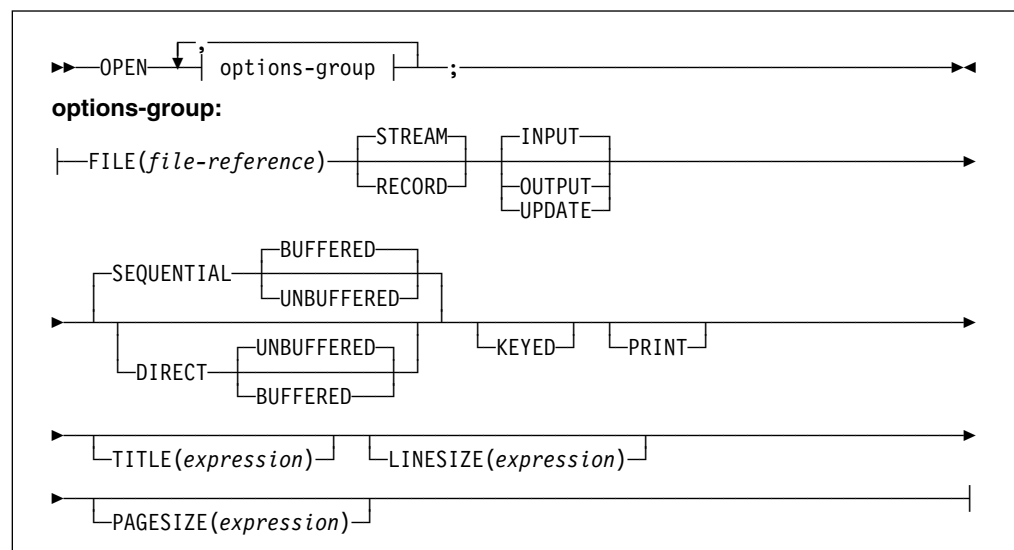 ,
OPEN options-group ;
options-group:
STREAM INPUT
FILE(file-reference)
RECORD OUTPUT
UPDATE
BUFFERED
SEQUENTIAL
UNBUFFERED
UNBUFFERED KEYED PRINT
DIRECT
BUFFERED
TITLE(expression) LINESIZE(expression)
PAGESIZE(expression)